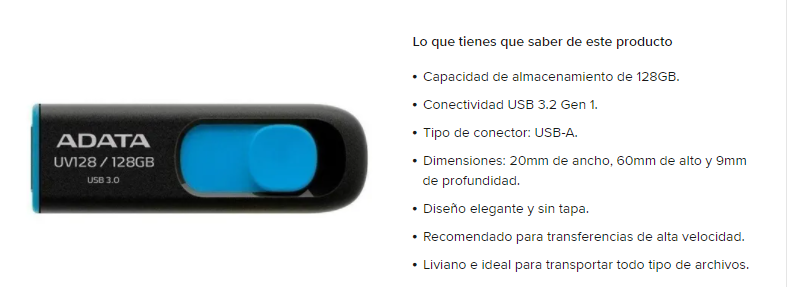 ADATA
UV128 / 128GB
USB 3.0
Lo que tienes que saber de este producto
• Capacidad de almacenamiento de 128GB.
• Conectividad USB 3.2 Gen 1.
• Tipo de conector: USB-A.
• Dimensiones: 20mm de ancho, 60mm de alto y 9mm
de profundidad.
• Diseño elegante y sin tapa.
• Recomendado para transferencias de alta velocidad.
• Liviano e ideal para transportar todo tipo de archivos.